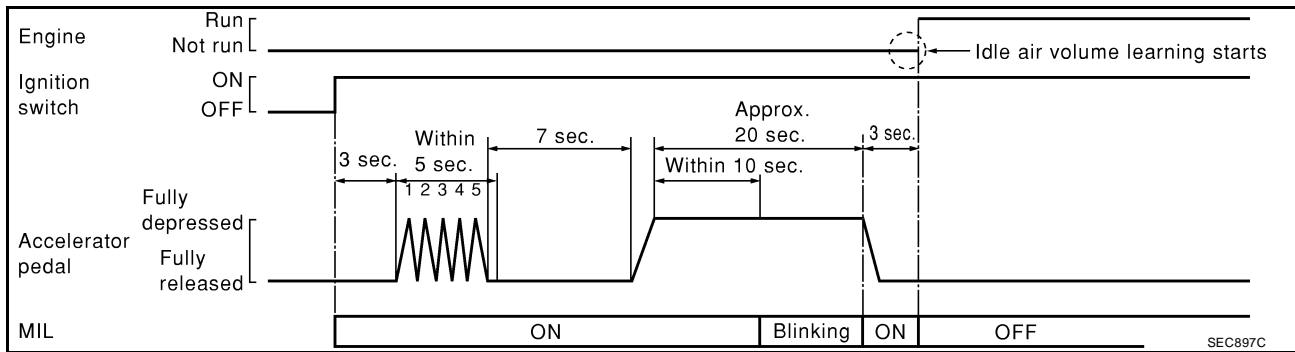 Engine
Run
Not run
Idle air volume learning starts
Ignition
switch
ON
OFF
3 sec.
Within
5 sec.
1 2 3 4 5
7 sec.
Approx.
20 sec.
Within 10 sec.
3 sec.
Accelerator
pedal
Fully
depressed
Fully
released
MIL
ON
Blinking
ON
OFF
SEC897C